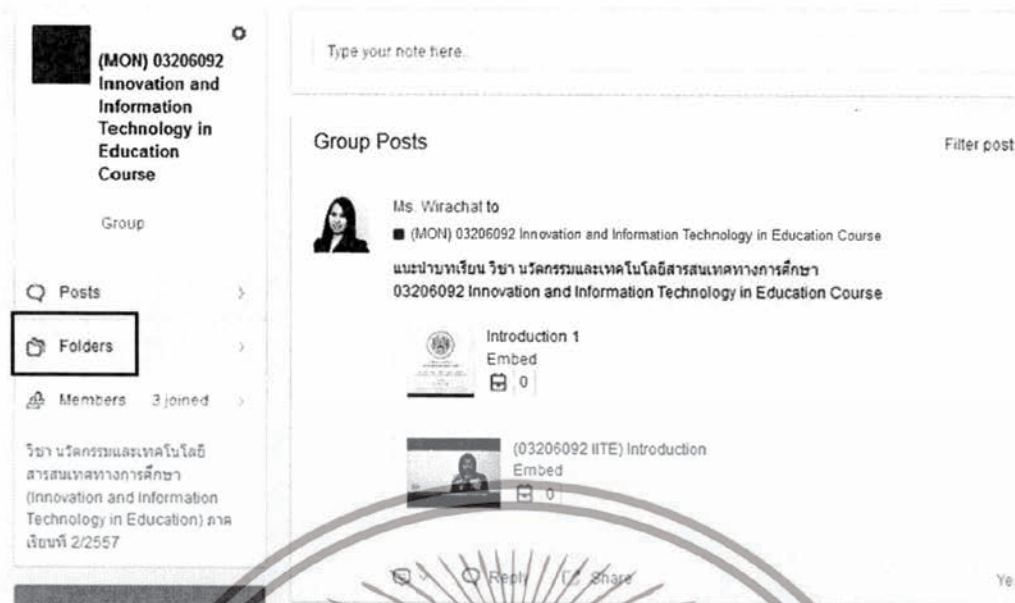 (MON) 03206092
Innovation and
Information
Technology in
Education
Course
Group
Posts
Folders
Members 3 joined
วิชา นวัตกรรมและเทคโนโลยี
สารสนเทศทางการศึกษา
(Innovation and Information
Technology in Education) ภาค
เรียนที่ 2/2557
Type your note here..
Group Posts
Filter post
Ms. Wirachat to
(MON) 03206092 Innovation and Information Technology in Education Course
แนะนำบทเรียน วิชา นวัตกรรมและเทคโนโลยีสารสนเทศทางการศึกษา
03206092 Innovation and Information Technology in Education Course
Introduction 1
Embed
0
(03206092 IITE) Introduction
Embed
0
Reply Share
Ye